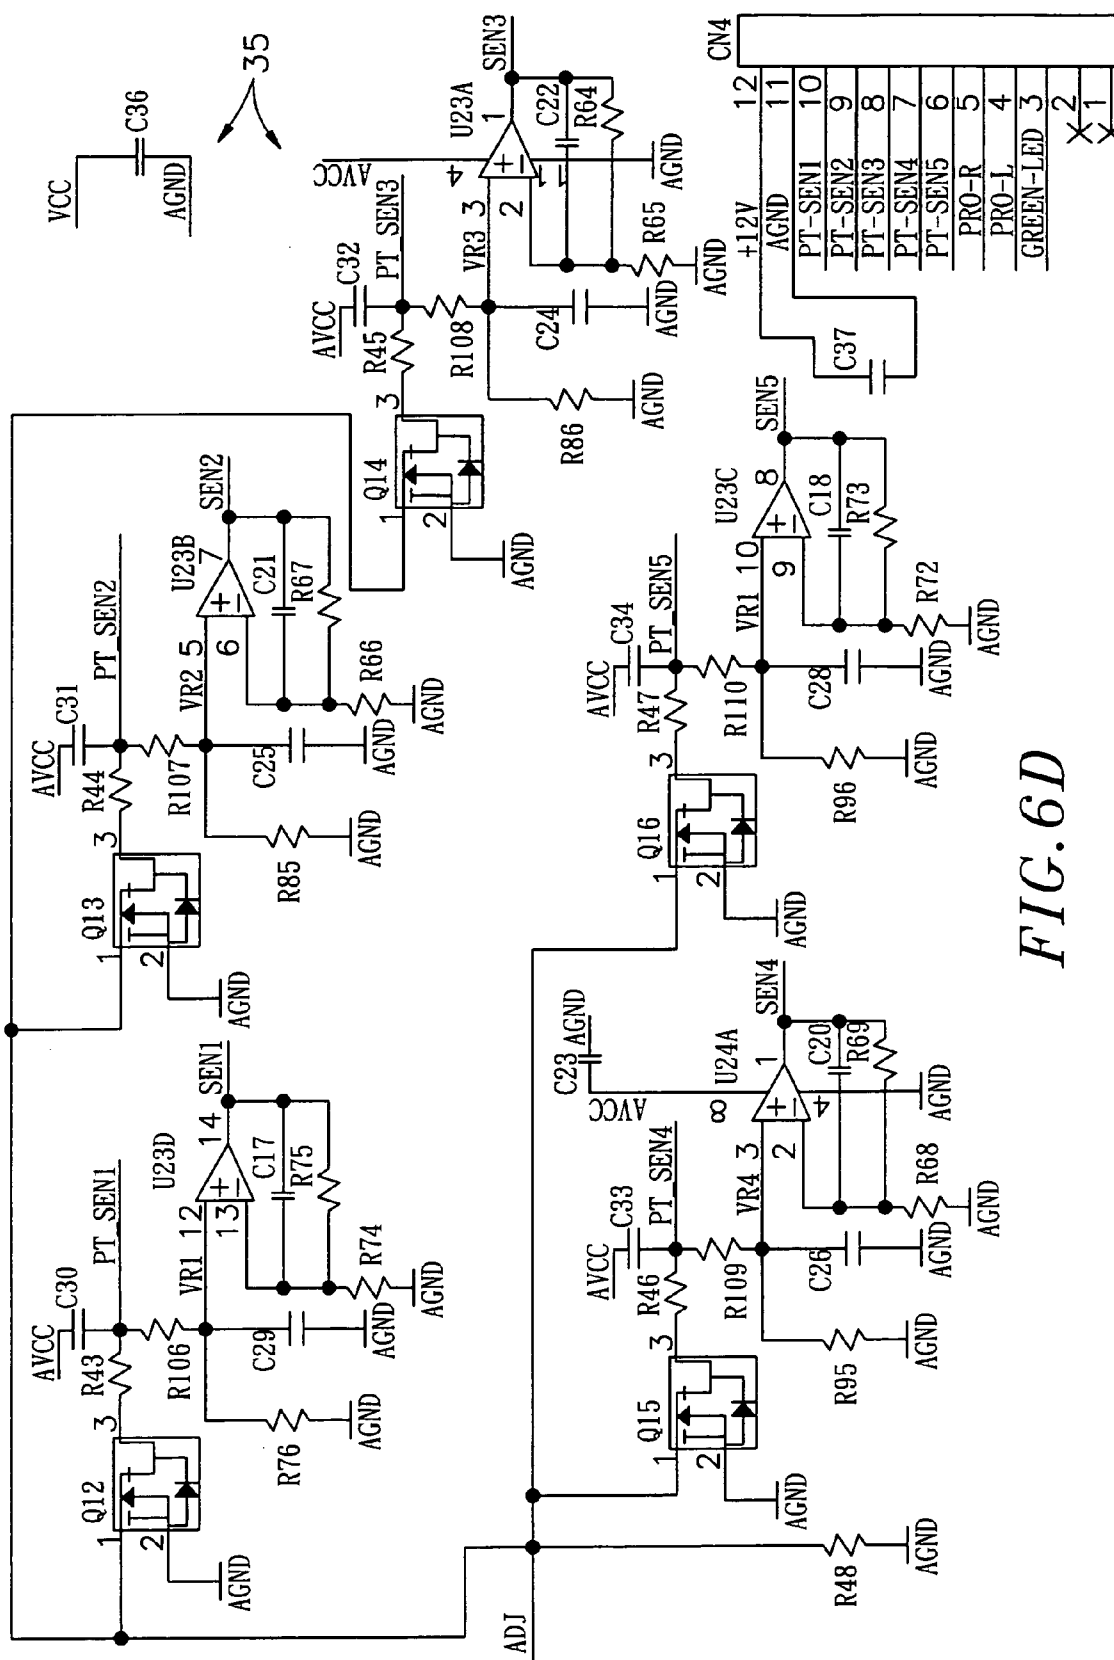 VCC
C36
AGND
35
AVCC
C30
PT_SEN1
R43
Q12
1
2
3
AGND
R106
VR1
12
13
U23D
14
SEN1
R76
AGND
C29
AGND
C17
R75
R74
AGND
AVCC
C31
PT_SEN2
R44
Q13
1
2
3
AGND
R107
VR2
5
6
U23B
7
SEN2
R85
AGND
C25
AGND
C21
R67
R66
AGND
AVCC
C32
PT_SEN3
R45
Q14
1
2
3
AGND
R108
VR3
3
2
AVCC
4
U23A
1
11
SEN3
R86
AGND
C24
AGND
C22
R64
R65
AGND
AGND
ADJ
R48
AGND
AVCC
C33
PT_SEN4
R46
Q15
1
2
3
AGND
R109
VR4
3
2
AVCC
C23
AGND
8
U24A
1
4
SEN4
R95
AGND
C26
AGND
C20
R69
R68
AGND
AGND
AVCC
C34
PT_SEN5
R47
Q16
1
2
3
AGND
R110
VR1
10
9
U23C
8
SEN5
R96
AGND
C28
AGND
C18
R73
R72
AGND
CN4
+12V 12
AGND 11
PT-SEN1 10
PT-SEN2 9
PT-SEN3 8
PT-SEN4 7
PT-SEN5 6
PRO-R 5
PRO-L 4
GREEN-LED 3
2
1
C37
FIG.6D